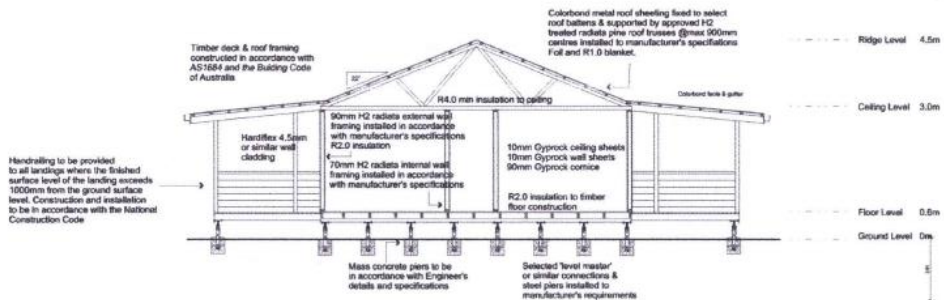 Colorbond metal roof sheeting fixed to select
roof battens & supported by approved H2
treated radiata pine roof trusses @max 900mm
centres installed to manufacturer's specifiations
Foil and R1.0 blanket.
Timber deck & roof framing
constructed in accordance with
AS1684 and the Bulding Code
of Australia
22°
Ridge Level 4.5m
Colorbond facia & gutter
R4.0 mm insulation to ceiling
Ceiling Level 3.0m
90mm H2 radiata external wall
framing installed in accordance
with manufacturer's specifications
R2.0 insulation
Hardiflex 4.5mm
or similar wall
cladding
70mm H2 radiata internal wall
framing installed in accordance
with manufacturer's specifications
10mm Gyprock ceiling sheets
10mm Gyprock wall sheets
90mm Gyprock cornice
Handrailing to be provided
to all landings where the finished
surface level of the landing exceeds
1000mm from the ground surface
level. Construction and installation
to be in accordance with the National
Construction Code
R2.0 insulation to timber
floor construction
Floor Level 0.6m
Ground Level 0m
Mass concrete piers to be
in accordance with Engineer's
details and specifications
Selected 'level master'
or similar connections &
steel piers installed to
manufacturer's requirements